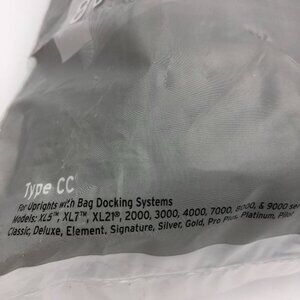 Type CC
For Uprights with Bag Docking Systems
Models: XL5™, XL7™, XL21®, 2000, 3000, 4000, 7000, 8000, & 9000 ser
Classic, Deluxe, Element, Signature, Silver, Gold, Pro Plus, Platinum, Pilot